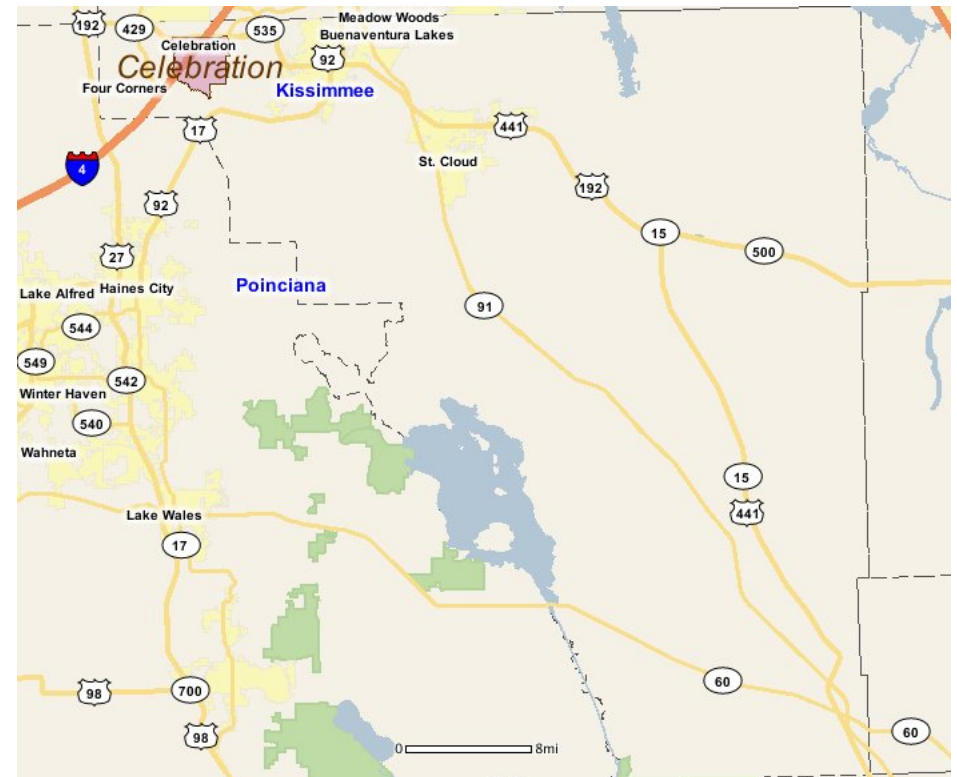 Meadow Woods
192
429
535
Buenaventura Lakes
Celebration
92
Celebration
Four Corners
Kissimmee
17
441
St. Cloud
4
192
92
15
500
27
Poinciana
Lake Alfred
Haines City
91
544
549
542
Winter Haven
540
Wahneta
15
441
Lake Wales
17
60
98
700
98
60
0
8mi